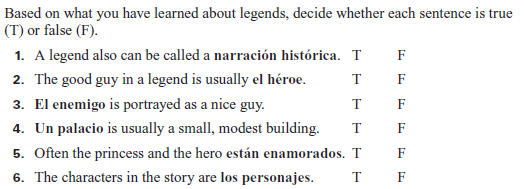 Based on what you have learned about legends, decide whether each sentence is true
(T) or false (F).
1. A legend also can be called a narración histórica. T F
2. The good guy in a legend is usually el héroe. T F
3. El enemigo is portrayed as a nice guy. T F
4. Un palacio is usually a small, modest building. T F
5. Often the princess and the hero están enamorados. T F
6. The characters in the story are los personajes. T F